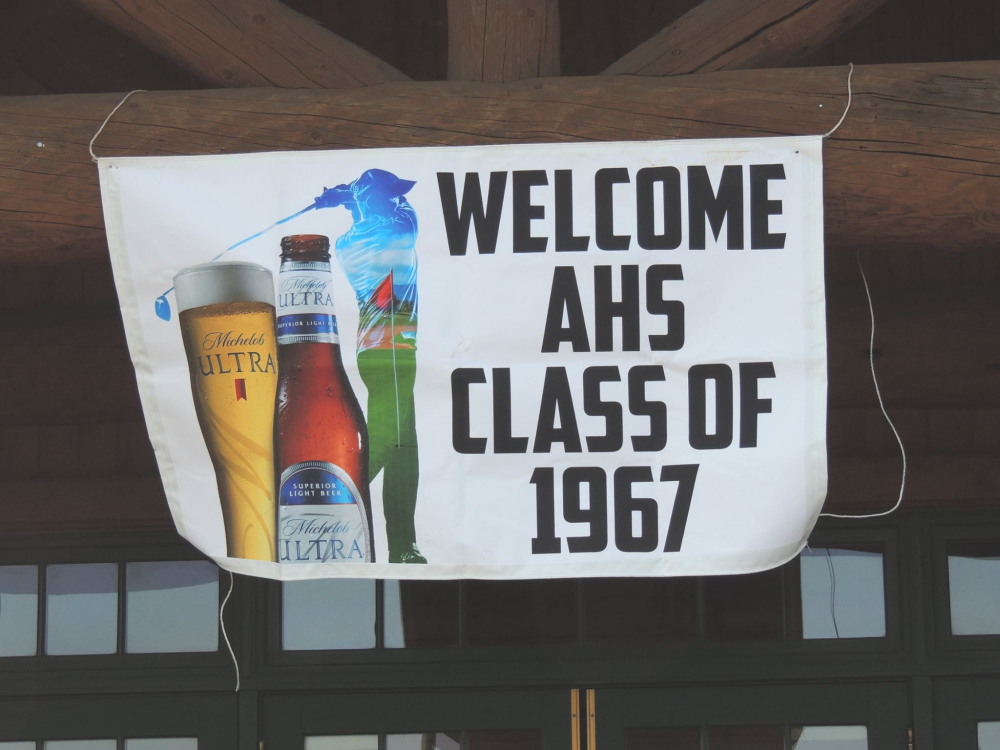 WELCOME
AHS
CLASS OF
1967
Michelob
ULTRA
SUPERIOR LIGHT BEER
Michelob
ULTRA
SUPERIOR
LIGHT BEER
Michelob
ULTRA